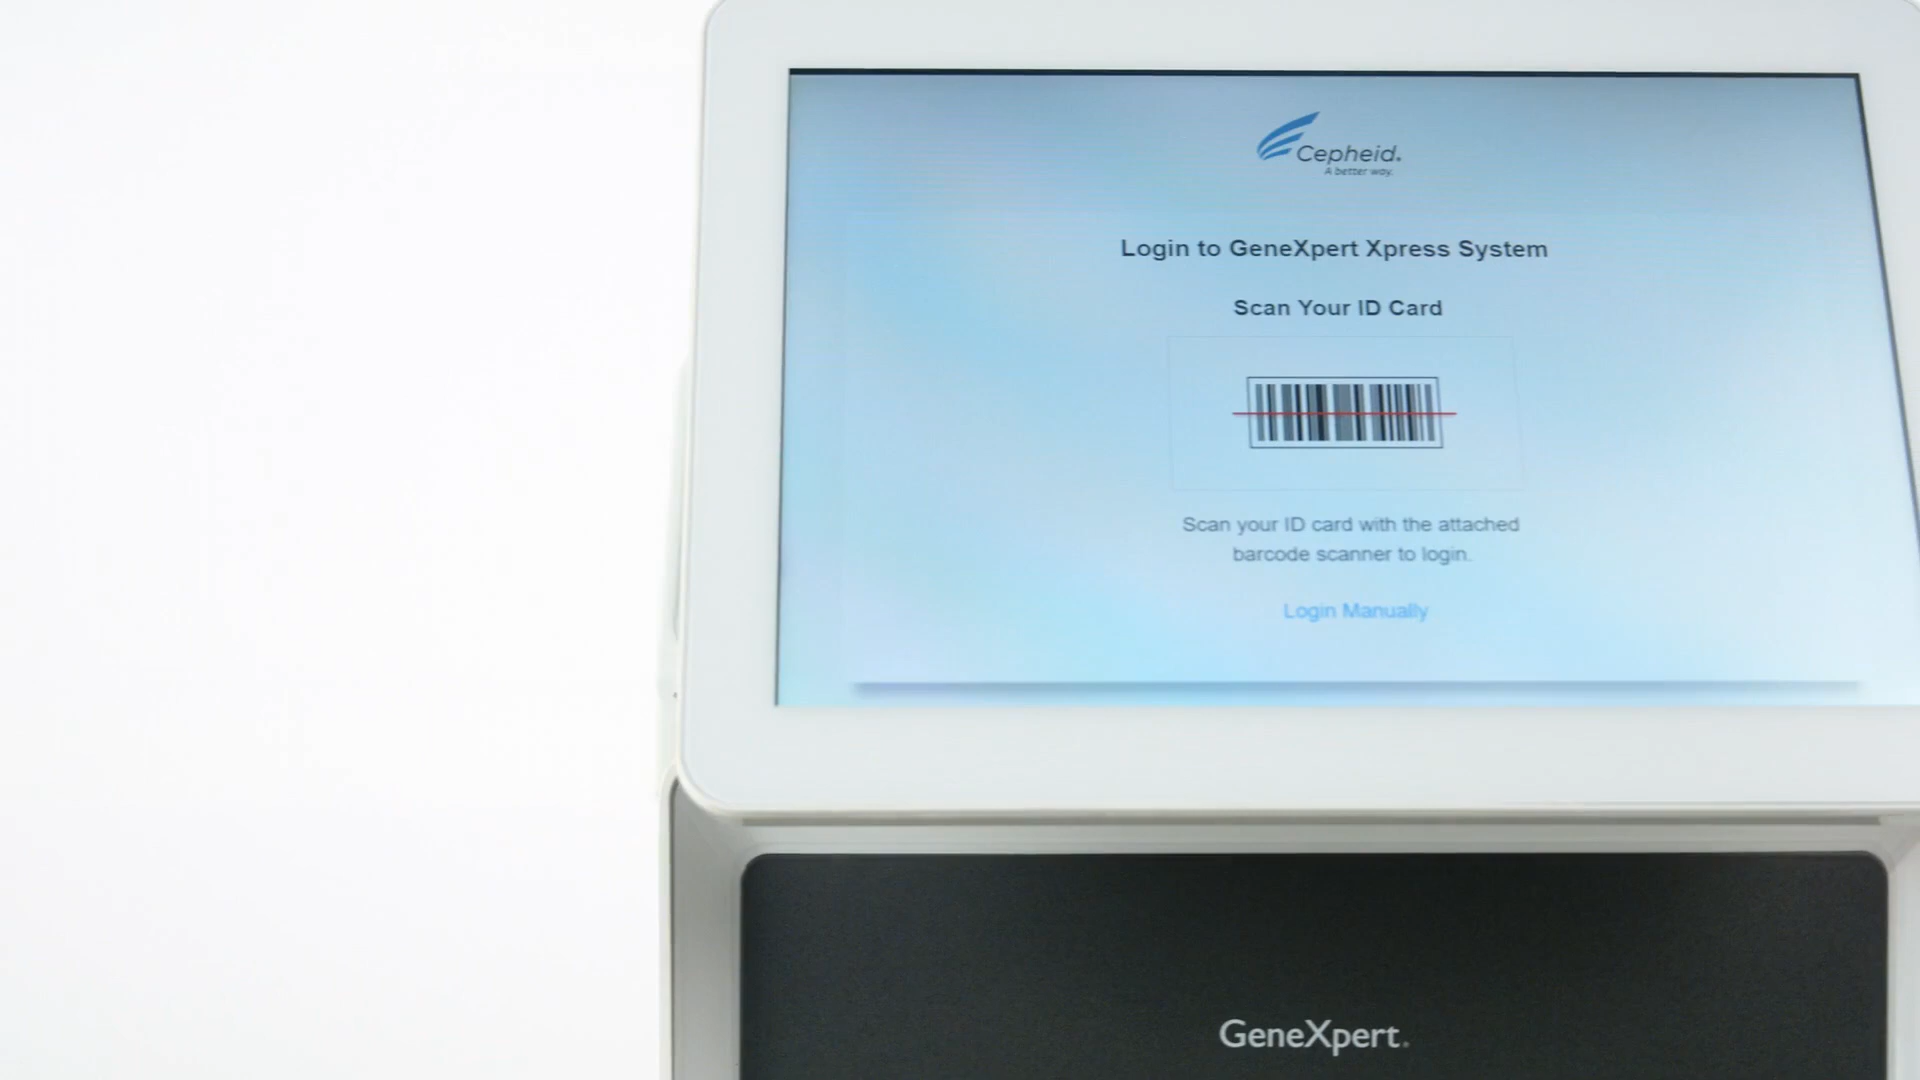 Cepheid.
A better way.
Login to GeneXpert Xpress System
Scan Your ID Card
Scan your ID card with the attached
barcode scanner to login.
Login Manually
GeneXpert.